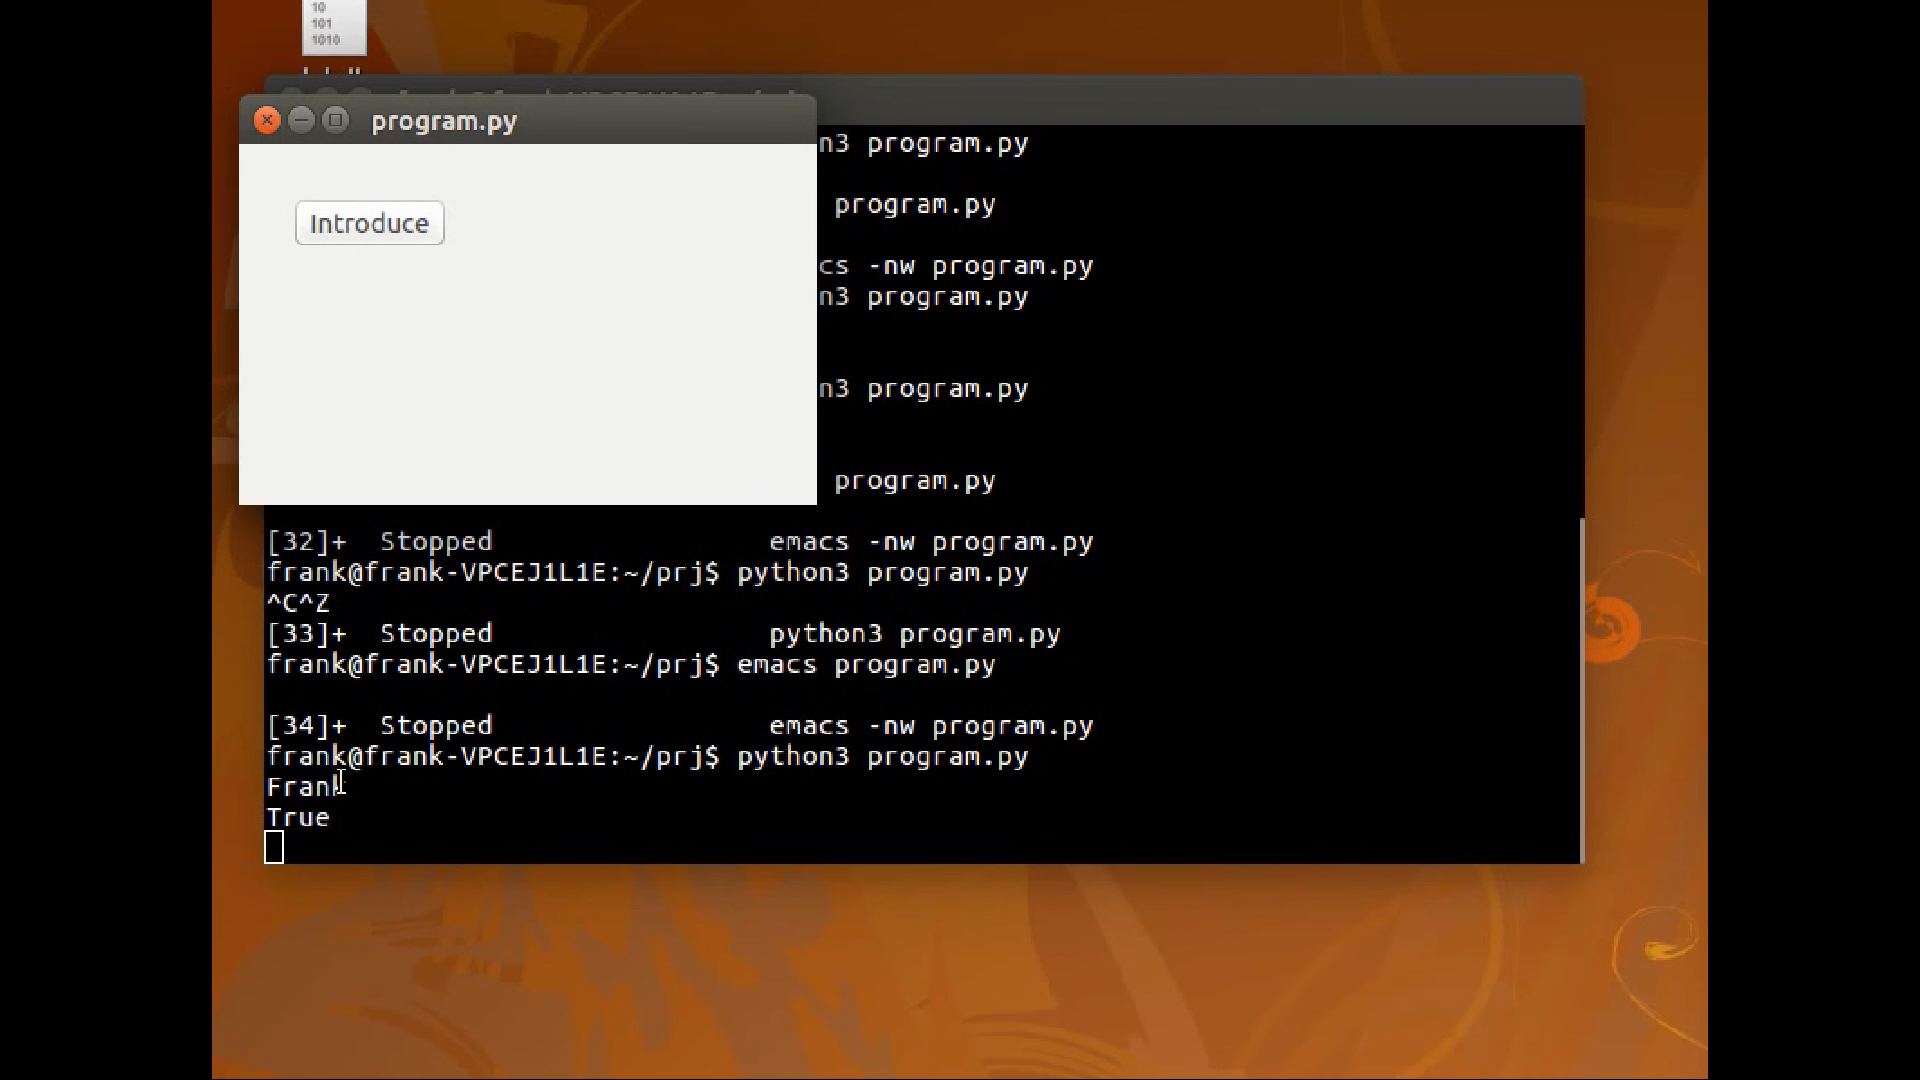 10
101
1010
program.py
Introduce
n3 program.py
program.py
cs -nw program.py
n3 program.py
n3 program.py
program.py
[32]+  Stopped                 emacs -nw program.py
frank@frank-VPCEJ1L1E:~/prj$ python3 program.py
^C^Z
[33]+  Stopped                 python3 program.py
frank@frank-VPCEJ1L1E:~/prj$ emacs program.py
[34]+  Stopped                 emacs -nw program.py
frank@frank-VPCEJ1L1E:~/prj$ python3 program.py
Frank
True